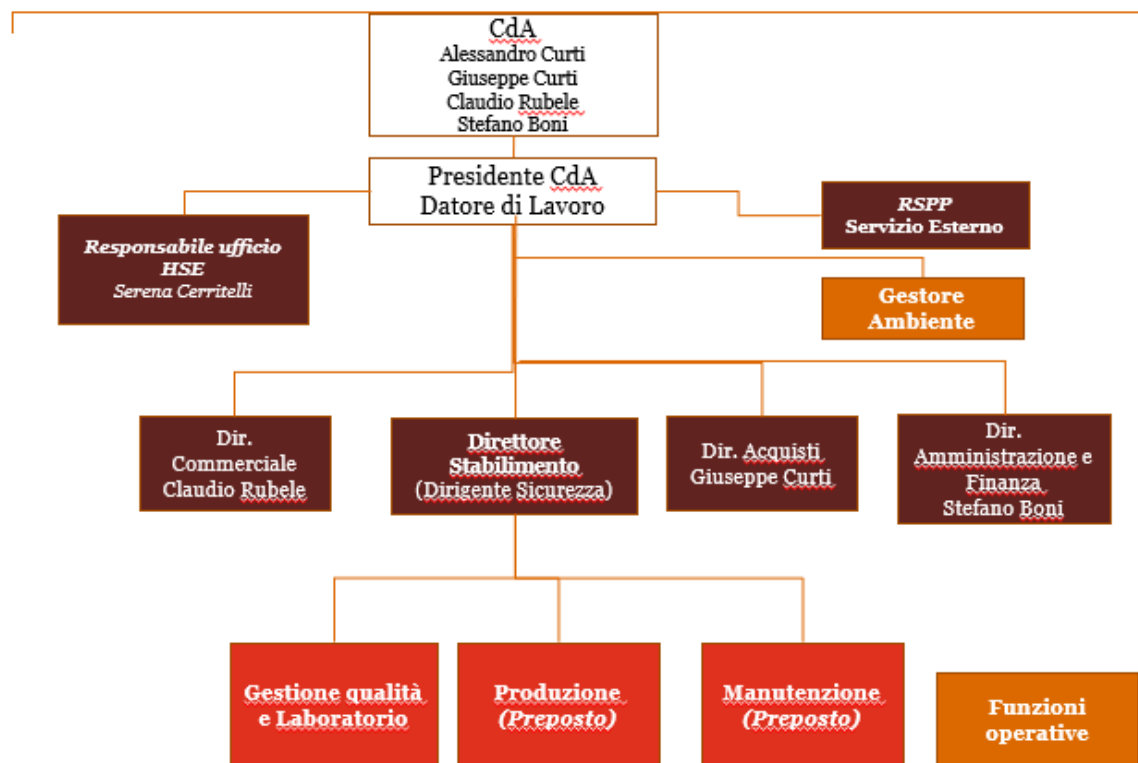 CdA
Alessandro Curti
Giuseppe Curti
Claudio Rubele
Stefano Boni
Presidente CdA
Datore di Lavoro
RSPP
Servizio Esterno
Responsabile ufficio
HSE
Serena Cerritelli
Gestore
Ambiente
Dir.
Commerciale
Claudio Rubele
Direttore
Stabilimento
(Dirigente Sicurezza)
Dir. Acquisti
Giuseppe Curti
Dir.
Amministrazione e
Finanza
Stefano Boni
Gestione qualità
e Laboratorio
Produzione
(Preposto)
Manutenzione
(Preposto)
Funzioni
operative